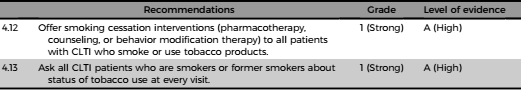 Recommendations Grade Level of evidence
4.12 Offer smoking cessation interventions (pharmacotherapy, 1 (Strong) A (High)
counseling, or behavior modification therapy) to all patients
with CLTI who smoke or use tobacco products.
4.13 Ask all CLTI patients who are smokers or former smokers about 1 (Strong) A (High)
status of tobacco use at every visit.